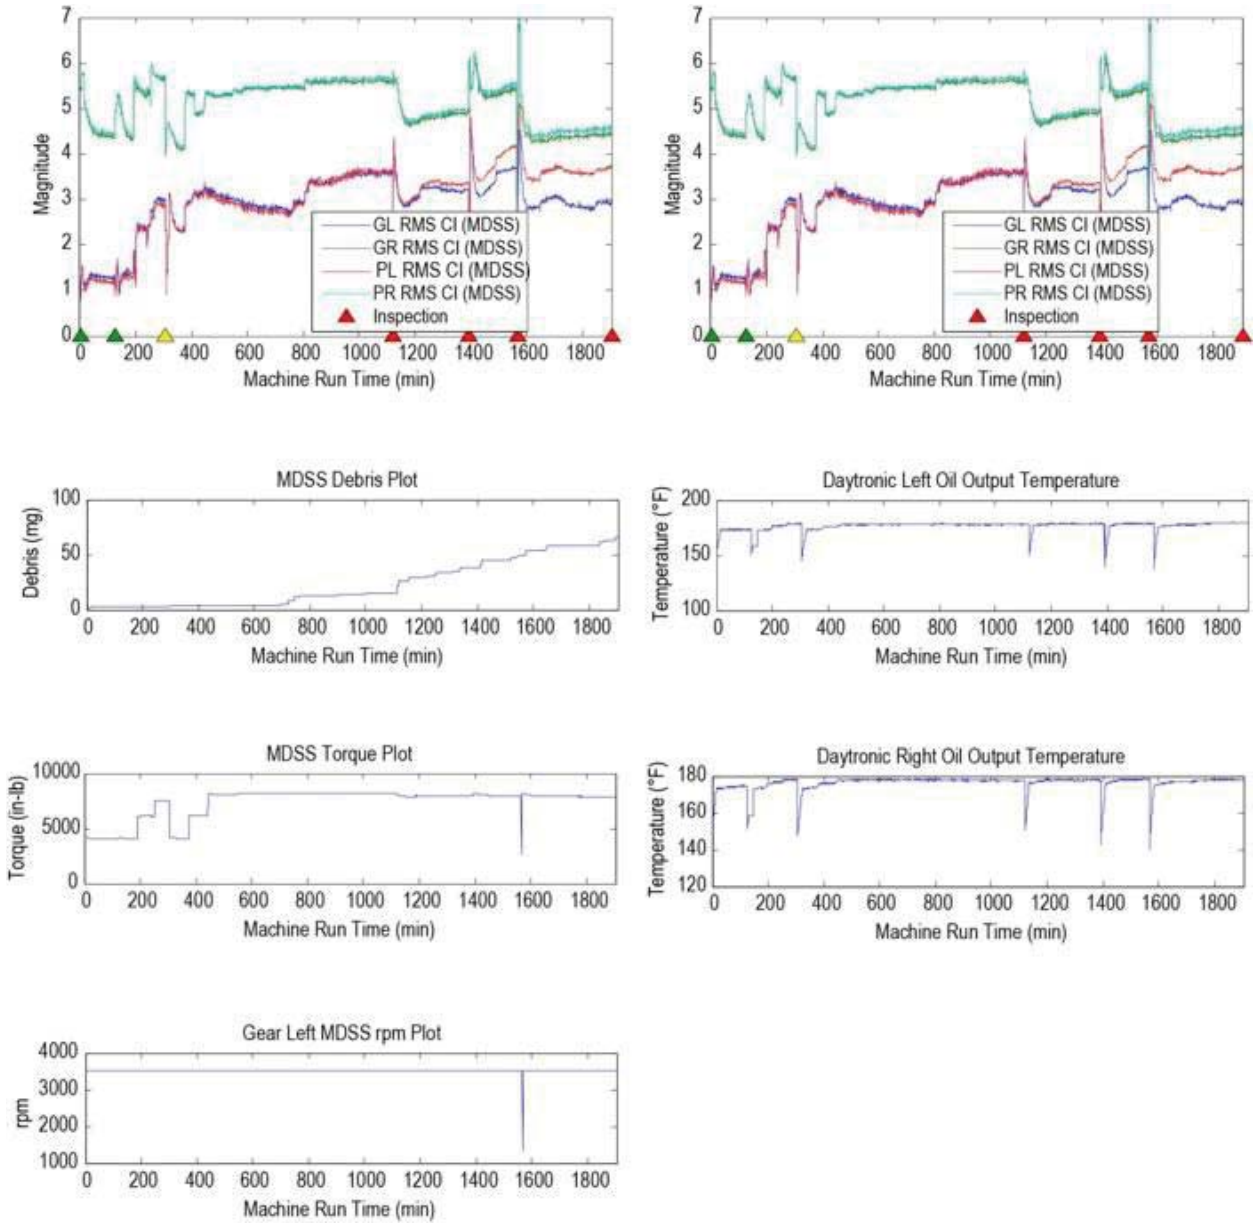 7
6
5
4
3
2
1
0
Magnitude
GL RMS CI (MDSS)
GR RMS CI (MDSS)
PL RMS CI (MDSS)
PR RMS CI (MDSS)
Inspection
0 200 400 600 800 1000 1200 1400 1600 1800
Machine Run Time (min)
7
6
5
4
3
2
1
0
Magnitude
GL RMS CI (MDSS)
GR RMS CI (MDSS)
PL RMS CI (MDSS)
PR RMS CI (MDSS)
Inspection
0 200 400 600 800 1000 1200 1400 1600 1800
Machine Run Time (min)
MDSS Debris Plot
100
50
0
Debris (mg)
0 200 400 600 800 1000 1200 1400 1600 1800
Machine Run Time (min)
Daytronic Left Oil Output Temperature
200
150
100
Temperature (°F)
0 200 400 600 800 1000 1200 1400 1600 1800
Machine Run Time (min)
MDSS Torque Plot
10000
5000
0
Torque (in-lb)
0 200 400 600 800 1000 1200 1400 1600 1800
Machine Run Time (min)
Daytronic Right Oil Output Temperature
180
160
140
120
Temperature (°F)
0 200 400 600 800 1000 1200 1400 1600 1800
Machine Run Time (min)
Gear Left MDSS rpm Plot
4000
3000
2000
1000
rpm
0 200 400 600 800 1000 1200 1400 1600 1800
Machine Run Time (min)